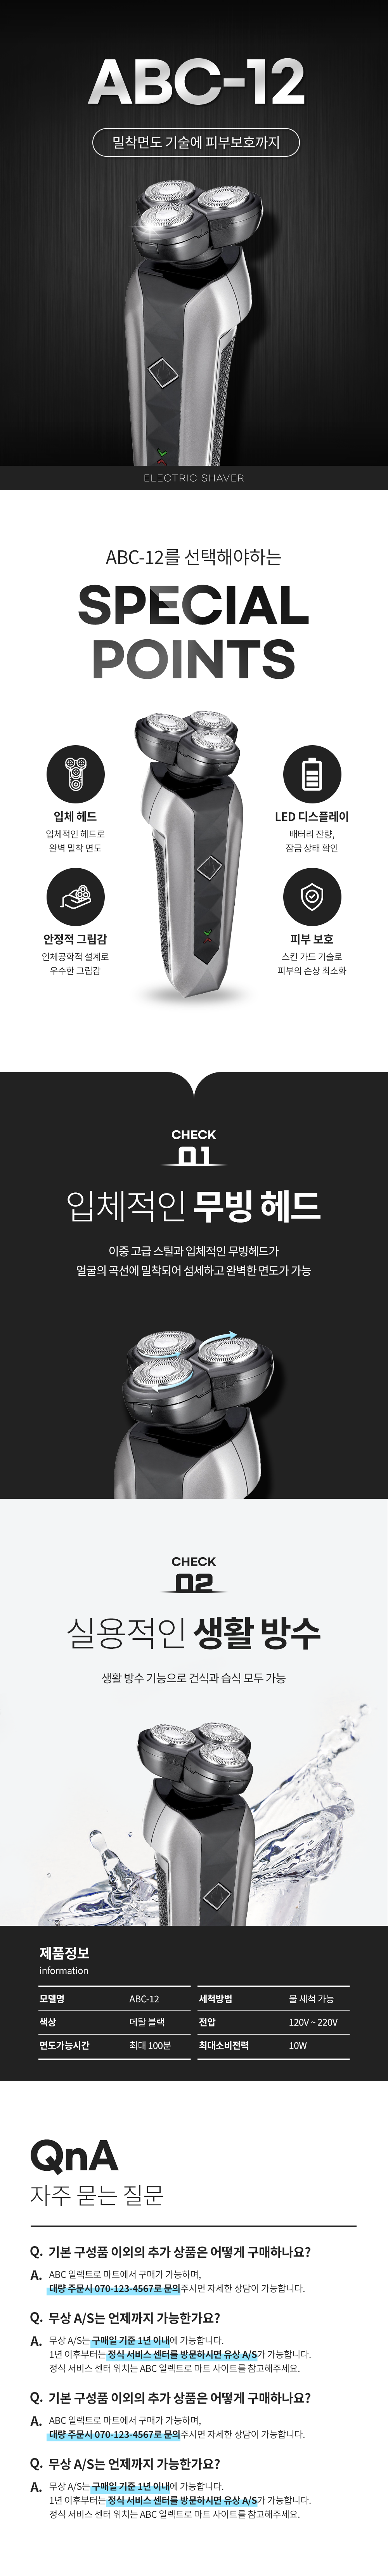 ABC-12
밀착면도 기술에 피부보호까지
ELECTRIC SHAVER
ABC-12를 선택해야하는
SPECIAL
POINTS
입체 헤드
입체적인 헤드로
완벽 밀착 면도
LED 디스플레이
배터리 잔량,
잠금 상태 확인
안정적 그립감
인체공학적 설계로
우수한 그립감
피부 보호
스킨 가드 기술로
피부의 손상 최소화
CHECK
01
입체적인 무빙 헤드
이중 고급 스틸과 입체적인 무빙헤드가
얼굴의 곡선에 밀착되어 섬세하고 완벽한 면도가 가능
CHECK
02
실용적인 생활 방수
생활 방수 기능으로 건식과 습식 모두 가능
제품정보
information
모델명 ABC-12 세척방법 물 세척 가능
색상 메탈 블랙 전압 120V ~ 220V
면도가능시간 최대 100분 최대소비전력 10W
QnA
자주 묻는 질문
Q. 기본 구성품 이외의 추가 상품은 어떻게 구매하나요?
A. ABC 일렉트로 마트에서 구매가 가능하며,
대량 주문시 070-123-4567로 문의주시면 자세한 상담이 가능합니다.
Q. 무상 A/S는 언제까지 가능한가요?
A. 무상 A/S는 구매일 기준 1년 이내에 가능합니다.
1년 이후부터는 정식 서비스 센터를 방문하시면 유상 A/S가 가능합니다.
정식 서비스 센터 위치는 ABC 일렉트로 마트 사이트를 참고해주세요.
Q. 기본 구성품 이외의 추가 상품은 어떻게 구매하나요?
A. ABC 일렉트로 마트에서 구매가 가능하며,
대량 주문시 070-123-4567로 문의주시면 자세한 상담이 가능합니다.
Q. 무상 A/S는 언제까지 가능한가요?
A. 무상 A/S는 구매일 기준 1년 이내에 가능합니다.
1년 이후부터는 정식 서비스 센터를 방문하시면 유상 A/S가 가능합니다.
정식 서비스 센터 위치는 ABC 일렉트로 마트 사이트를 참고해주세요.